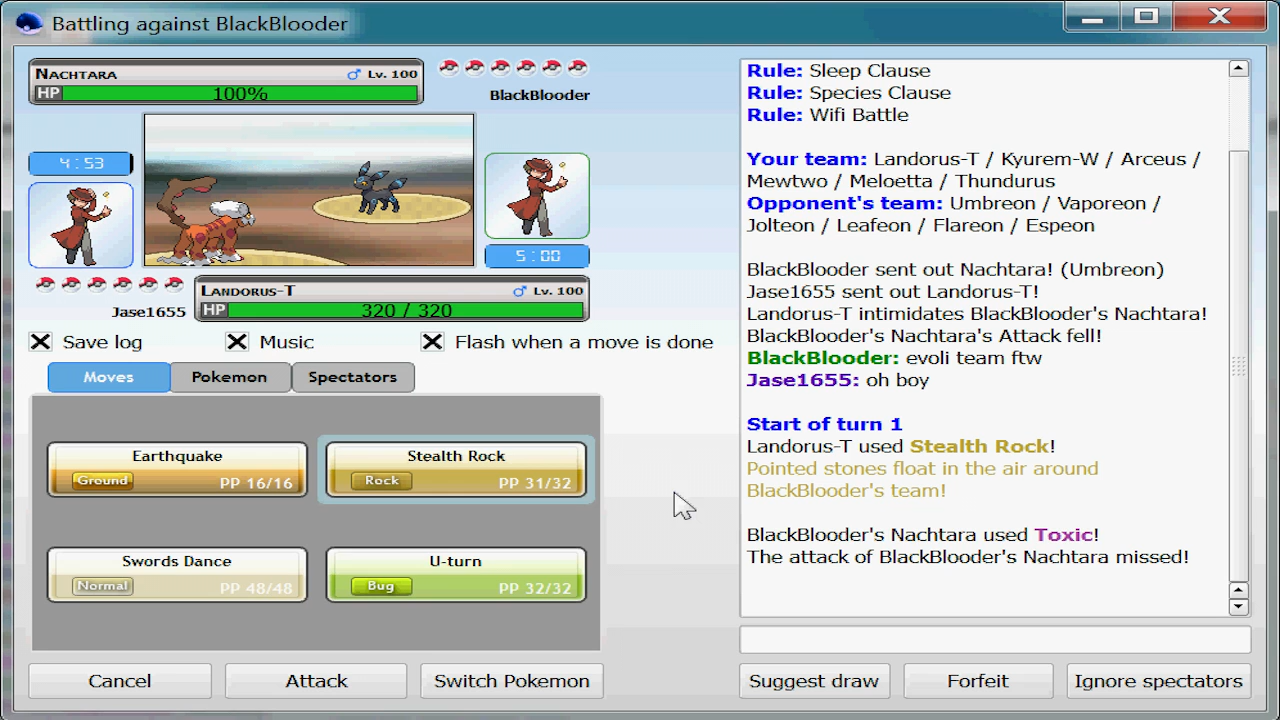 Battling against BlackBlooder
NACHTARA ♂ Lv. 100
HP 100%
BlackBlooder
4:53
5:00
LANDORUS-T ♂ Lv. 100
HP 320 / 320
Jase1655
Save log
Music
Flash when a move is done
Moves
Pokemon
Spectators
Earthquake
Ground PP 16/16
Stealth Rock
Rock PP 31/32
Swords Dance
Normal PP 48/48
U-turn
Bug PP 32/32
Cancel
Attack
Switch Pokemon
Rule: Sleep Clause
Rule: Species Clause
Rule: Wifi Battle
Your team: Landorus-T / Kyurem-W / Arceus /
Mewtwo / Meloetta / Thundurus
Opponent's team: Umbreon / Vaporeon /
Jolteon / Leafeon / Flareon / Espeon
BlackBlooder sent out Nachtara! (Umbreon)
Jase1655 sent out Landorus-T!
Landorus-T intimidates BlackBlooder's Nachtara!
BlackBlooder's Nachtara's Attack fell!
BlackBlooder: evoli team ftw
Jase1655: oh boy
Start of turn 1
Landorus-T used Stealth Rock!
Pointed stones float in the air around
BlackBlooder's team!
BlackBlooder's Nachtara used Toxic!
The attack of BlackBlooder's Nachtara missed!
Suggest draw
Forfeit
Ignore spectators